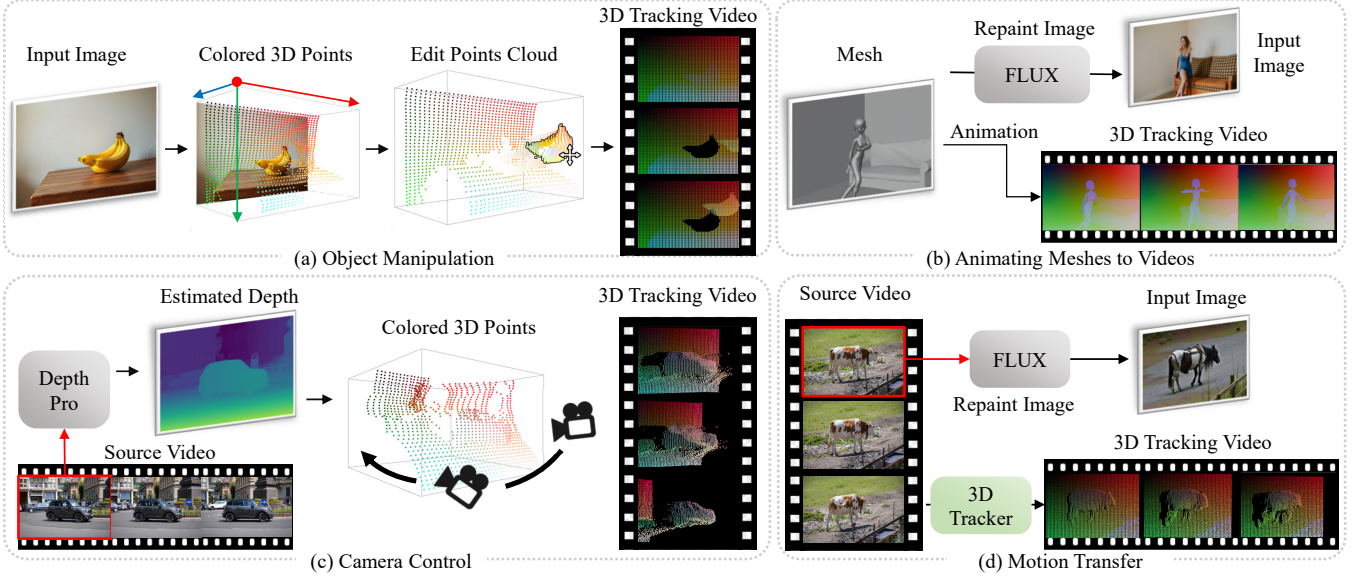 Input Image
Colored 3D Points
Edit Points Cloud
3D Tracking Video
(a) Object Manipulation
Mesh
Repaint Image
FLUX
Input
Image
Animation
3D Tracking Video
(b) Animating Meshes to Videos
Depth
Pro
Estimated Depth
Source Video
Colored 3D Points
3D Tracking Video
(c) Camera Control
Source Video
FLUX
Repaint Image
Input Image
3D
Tracker
3D Tracking Video
(d) Motion Transfer